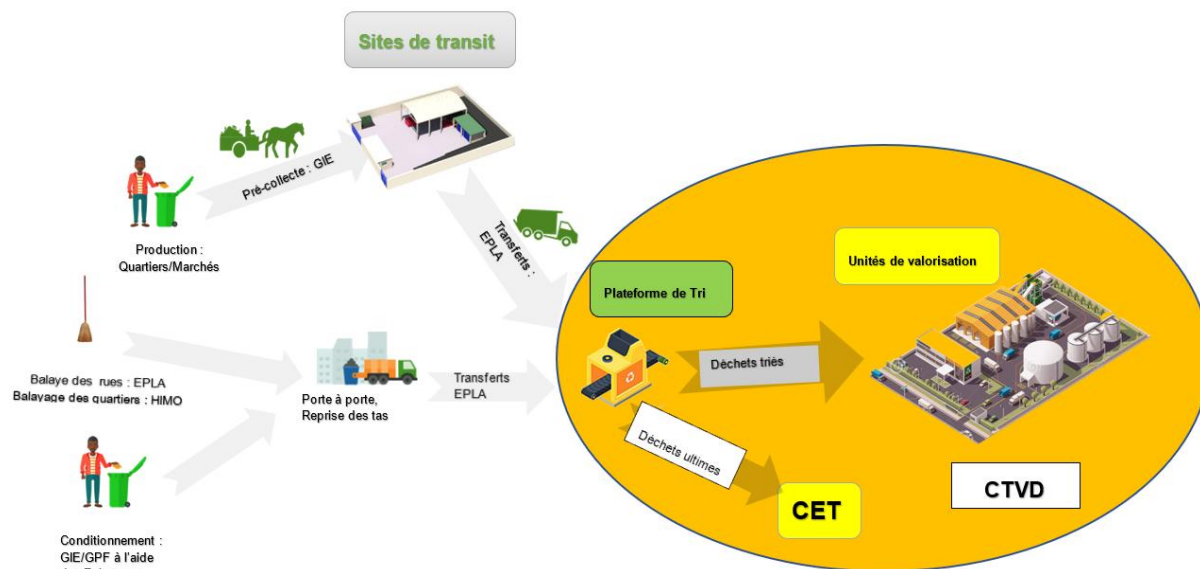 Sites de transit
Pré-collecte : GIE
Production :
Quartiers/Marchés
Transferts :
EPLA
Unités de valorisation
Plateforme de Tri
Déchets triés
Balaye des rues : EPLA
Balayage des quartiers : HIMO
Porte à porte,
Reprise des tas
Transferts
EPLA
Déchets ultimes
CET
CTVD
Conditionnement :
GIE/GPF à l'aide